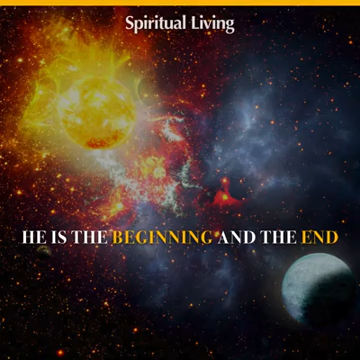 Spiritual Living
HE IS THE BEGINNING AND THE END